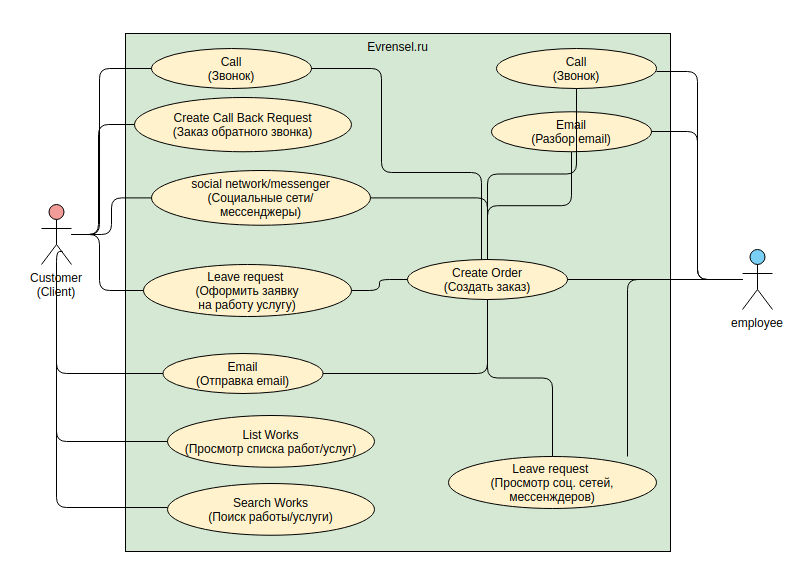 Evrensel.ru
Call
(Звонок)
Call
(Звонок)
Create Call Back Request
(Заказ обратного звонка)
Email
(Разбор email)
social network/messenger
(Социальные сети/
мессенджеры)
Customer
(Client)
Leave request
(Оформить заявку
на работу услугу)
Create Order
(Создать заказ)
employee
Email
(Отправка email)
List Works
(Просмотр списка работ/услуг)
Leave request
(Просмотр соц. сетей,
мессенждеров)
Search Works
(Поиск работы/услуги)